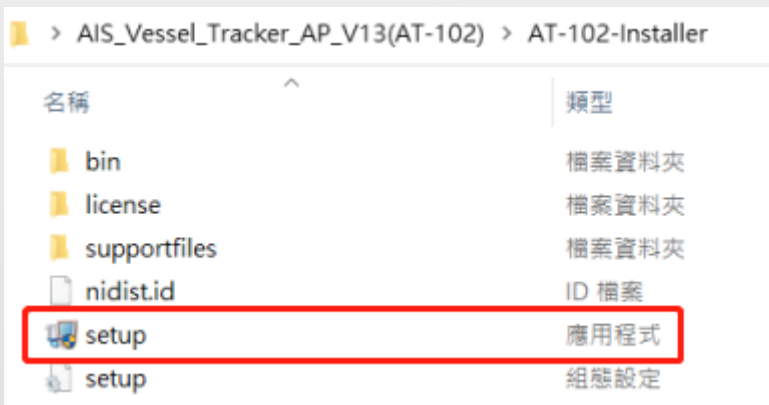 > AIS_Vessel_Tracker_AP_V13(AT-102) > AT-102-Installer
名稱 類型
bin 檔案資料夾
license 檔案資料夾
supportfiles 檔案資料夾
nidist.id ID 檔案
setup 應用程式
setup 組態設定